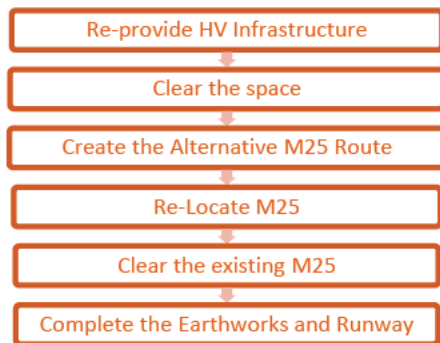 Re-provide HV Infrastructure
Clear the space
Create the Alternative M25 Route
Re-Locate M25
Clear the existing M25
Complete the Earthworks and Runway